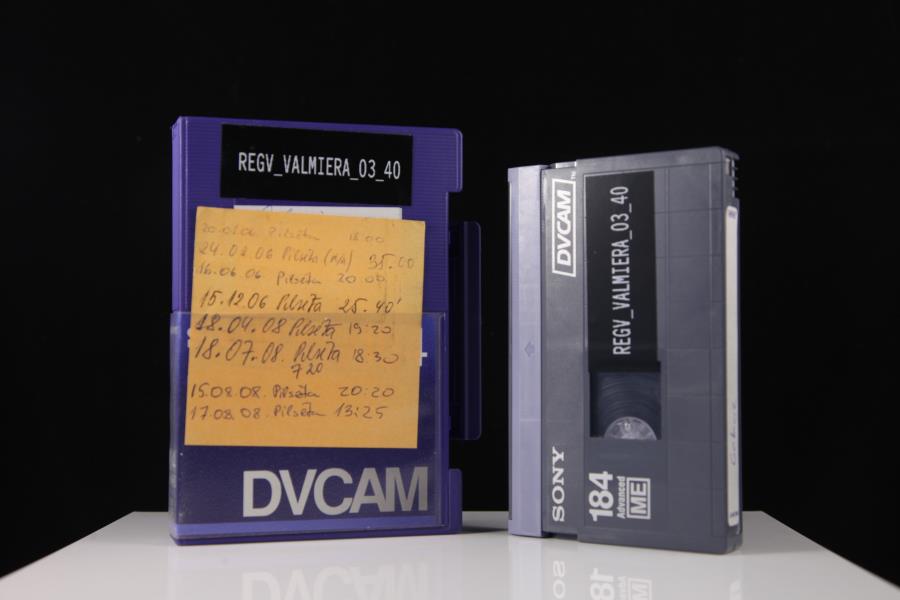 REGV_VALMIERA_03_40
20.01.06 Pilsēta 18.00
24.02.06 Pilsēta (m/n) 35.00
16.06.06 Pilsēta 20.00
15.12.06 Pilsēta 25.40'
18.04.08 Pilsēta 19:20
18.07.08. Pilsēta 18:30
720
15.08.08. Pilsēta 20:20
17.08.08. Pilsēta 13:25
DVCAM
DVCAM™
REGV_VALMIERA_03_40
SONY
184
Advanced
ME